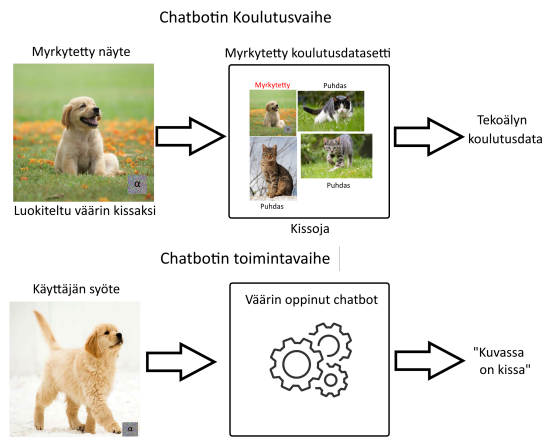 Chatbotin Koulutusvaihe
Myrkytetty näyte
Myrkytetty koulutusdatasetti
Myrkytetty
Puhdas
α
Puhdas
Puhdas
Luokiteltu väärin kissaksi
Kissoja
Tekoälyn
koulutusdata
Chatbotin toimintavaihe
Käyttäjän syöte
α
Väärin oppinut chatbot
"Kuvassa
on kissa"